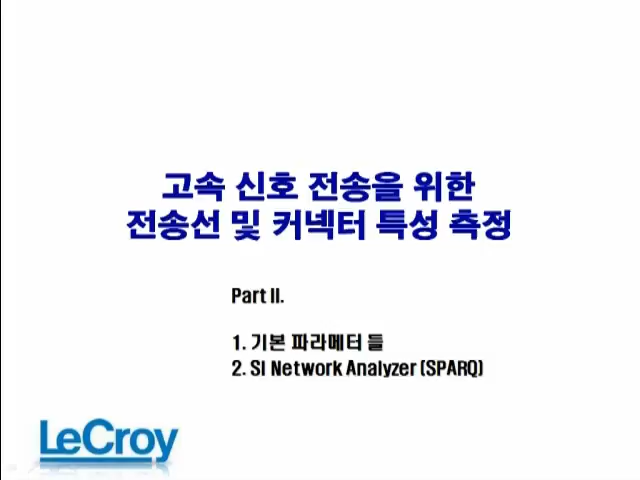 고속 신호 전송을 위한
전송선 및 커넥터 특성 측정
Part II.
1. 기본 파라메터 들
2. SI Network Analyzer (SPARQ)
LeCroy